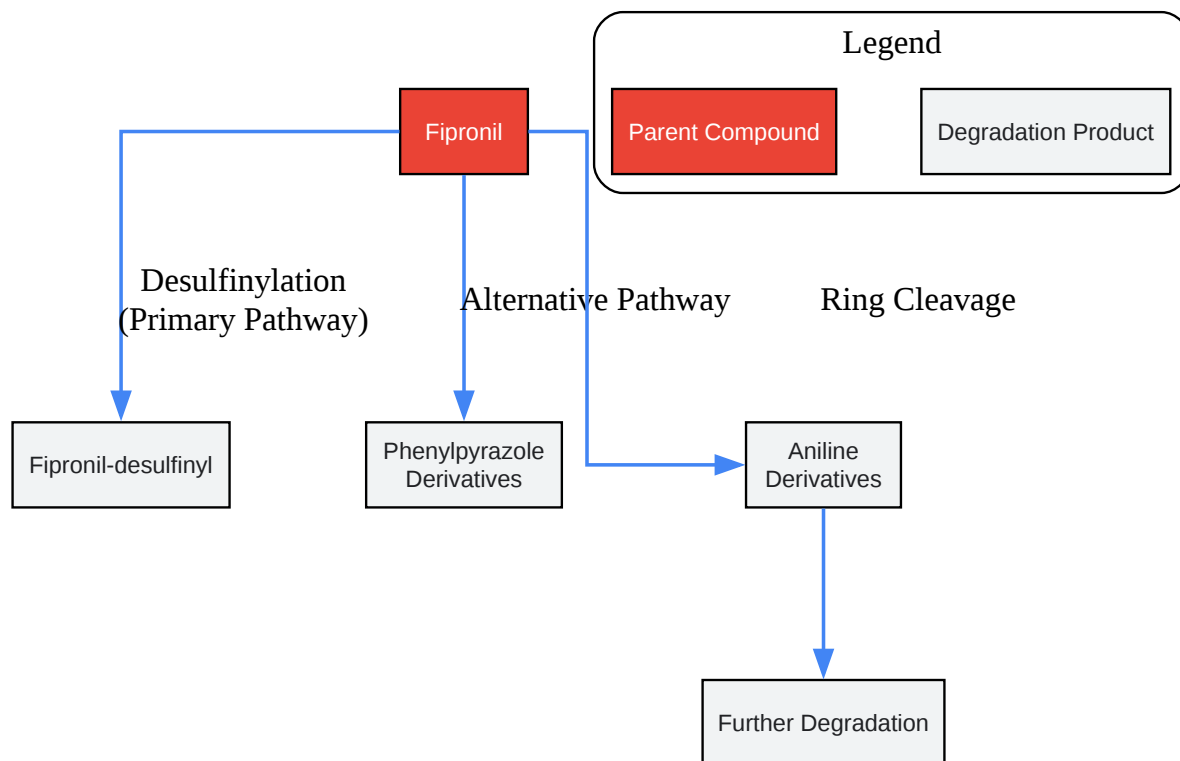 Legend
Fipronil
Parent Compound
Degradation Product
Desulfinylation
(Primary Pathway)
Alternative Pathway
Ring Cleavage
Fipronil-desulfinyl
Phenylpyrazole
Derivatives
Aniline
Derivatives
Further Degradation